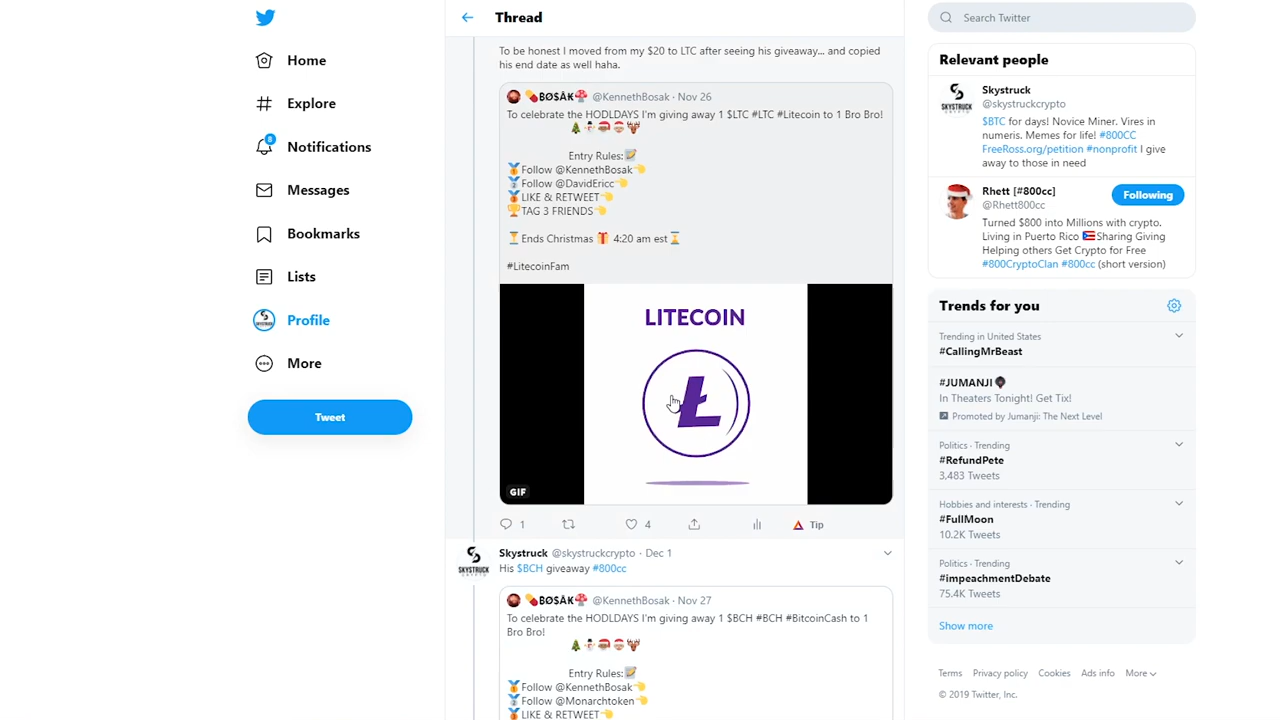 Home
Explore
8
Notifications
Messages
Bookmarks
Lists
Profile
More
Tweet
Thread
To be honest I moved from my $20 to LTC after seeing his giveaway... and copied
his end date as well haha.
BØ$ÅK @KennethBosak · Nov 26
To celebrate the HODLDAYS I'm giving away 1 $LTC #LTC #Litecoin to 1 Bro Bro!
Entry Rules:
Follow @KennethBosak
Follow @DavidEricc
LIKE & RETWEET
TAG 3 FRIENDS
Ends Christmas 4:20 am est
#LitecoinFam
LITECOIN
GIF
1
4
Tip
Skystruck @skystruckcrypto · Dec 1
His $BCH giveaway #800cc
BØ$ÅK @KennethBosak · Nov 27
To celebrate the HODLDAYS I'm giving away 1 $BCH #BCH #BitcoinCash to 1
Bro Bro!
Entry Rules:
Follow @KennethBosak
Follow @Monarchtoken
LIKE & RETWEET
Search Twitter
Relevant people
SKYSTRUCK
Skystruck
@skystruckcrypto
$BTC for days! Novice Miner. Vires in
numeris. Memes for life! #800CC
FreeRoss.org/petition #nonprofit I give
away to those in need
Rhett [#800cc]
@Rhett800cc
Following
Turned $800 into Millions with crypto.
Living in Puerto Rico Sharing Giving
Helping others Get Crypto for Free
#800CryptoClan #800cc (short version)
Trends for you
Trending in United States
#CallingMrBeast
#JUMANJI
In Theaters Tonight! Get Tix!
Promoted by Jumanji: The Next Level
Politics · Trending
#RefundPete
3,483 Tweets
Hobbies and interests · Trending
#FullMoon
10.2K Tweets
Politics · Trending
#impeachmentDebate
75.4K Tweets
Show more
Terms Privacy policy Cookies Ads info More
© 2019 Twitter, Inc.